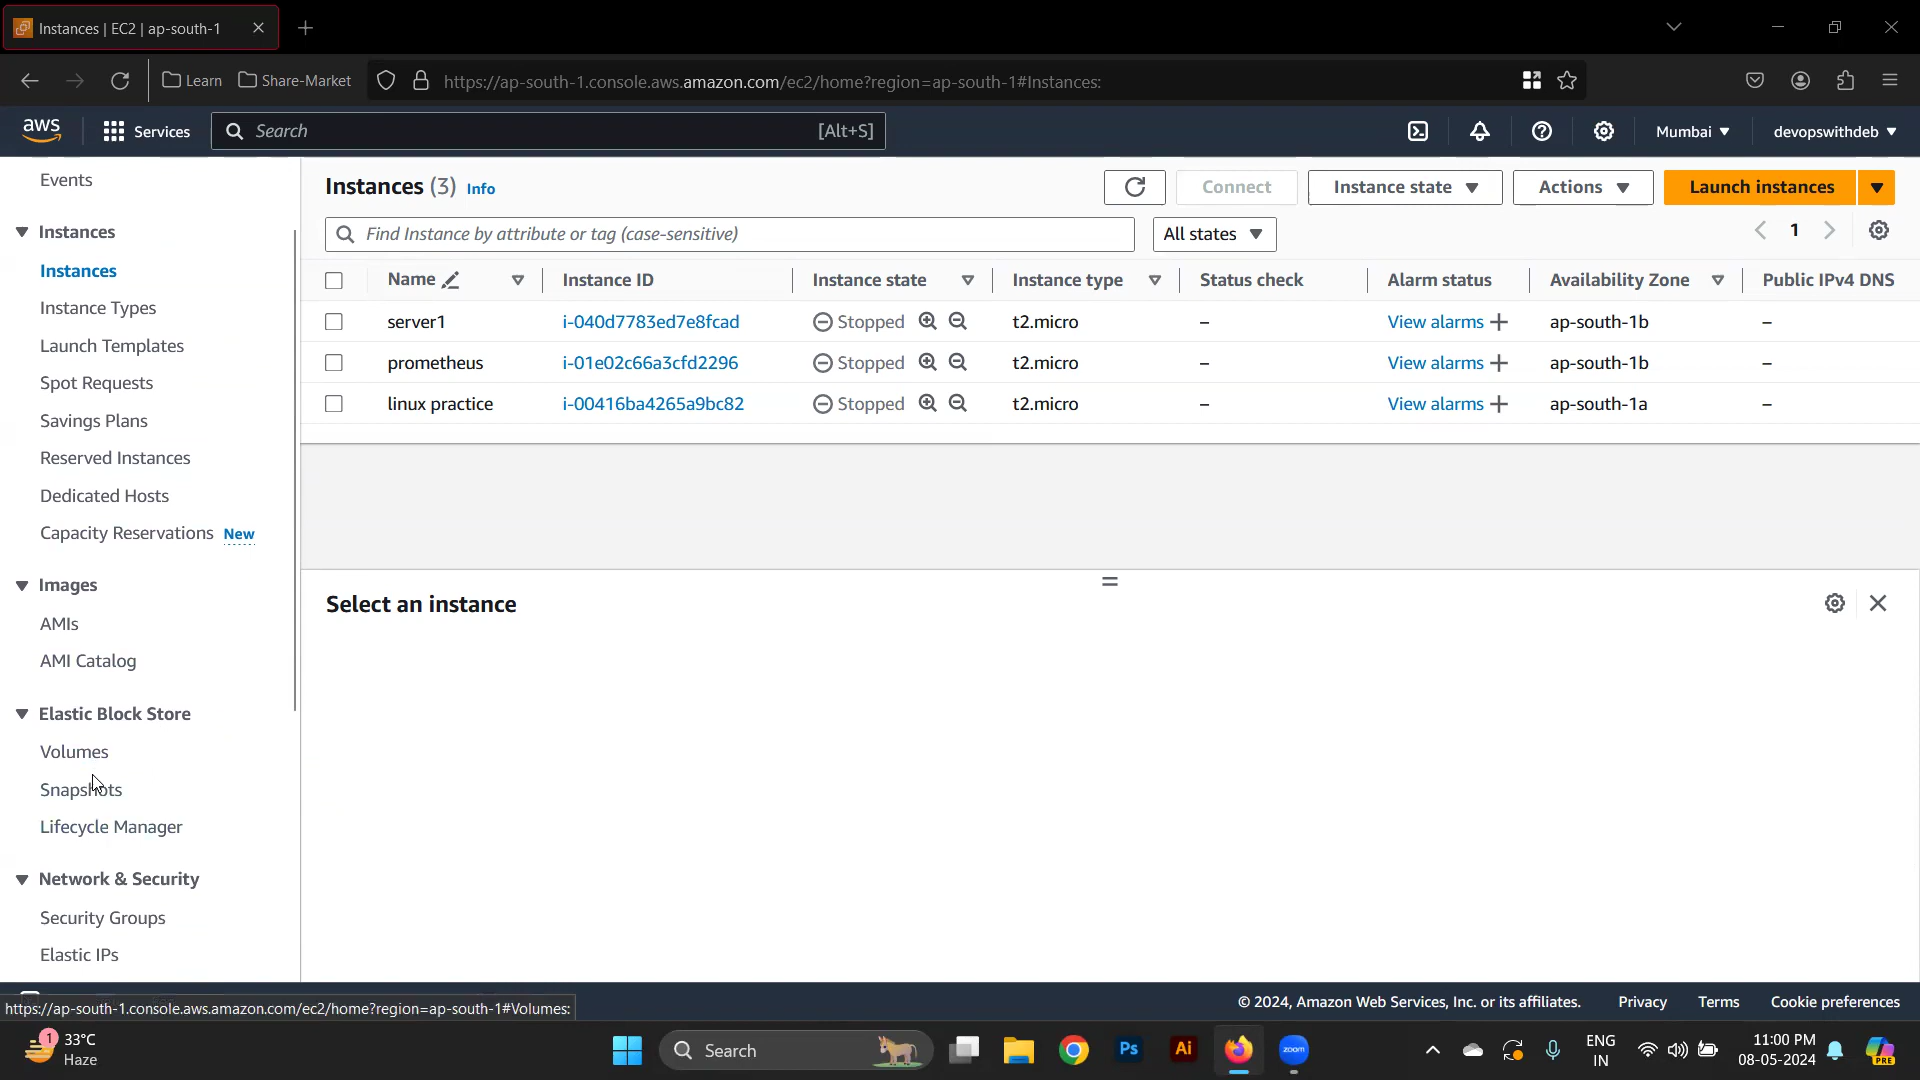 Instances | EC2 | ap-south-1
Learn
Share-Market
https://ap-south-1.console.aws.amazon.com/ec2/home?region=ap-south-1#Instances:
aws
Services
Search
[Alt+S]
Mumbai
devopswithdeb
Events
Instances
Instances
Instance Types
Launch Templates
Spot Requests
Savings Plans
Reserved Instances
Dedicated Hosts
Capacity Reservations New
Images
AMIs
AMI Catalog
Elastic Block Store
Volumes
Snapshots
Lifecycle Manager
Network & Security
Security Groups
Elastic IPs
Instances (3) Info
Connect
Instance state
Actions
Launch instances
Find Instance by attribute or tag (case-sensitive)
All states
1
Name Instance ID Instance state Instance type Status check Alarm status Availability Zone Public IPv4 DNS
server1 i-040d7783ed7e8fcad Stopped t2.micro – View alarms ap-south-1b –
prometheus i-01e02c66a3cfd2296 Stopped t2.micro – View alarms ap-south-1b –
linux practice i-00416ba4265a9bc82 Stopped t2.micro – View alarms ap-south-1a –
Select an instance
https://ap-south-1.console.aws.amazon.com/ec2/home?region=ap-south-1#Volumes:
© 2024, Amazon Web Services, Inc. or its affiliates. Privacy Terms Cookie preferences
1
33°C
Haze
Search
Ps
Ai
zoom
ENG
IN
11:00 PM
08-05-2024
PRE